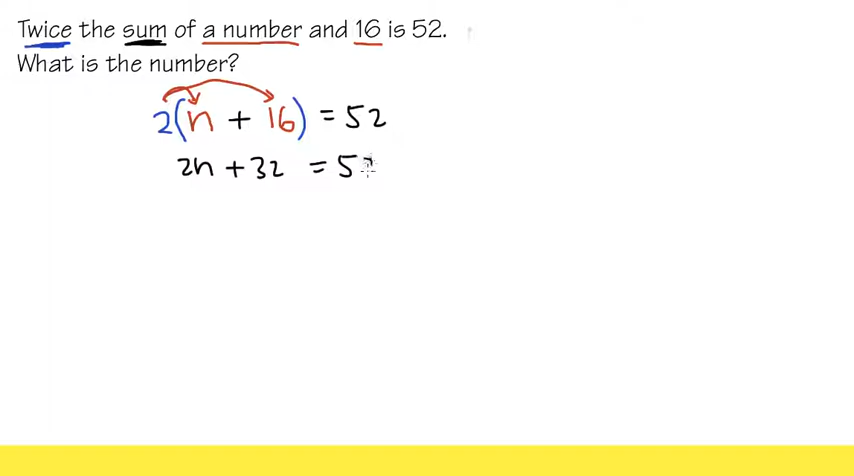 Twice the sum of a number and 16 is 52.
What is the number?
2(n + 16) = 52
2n + 32 = 5